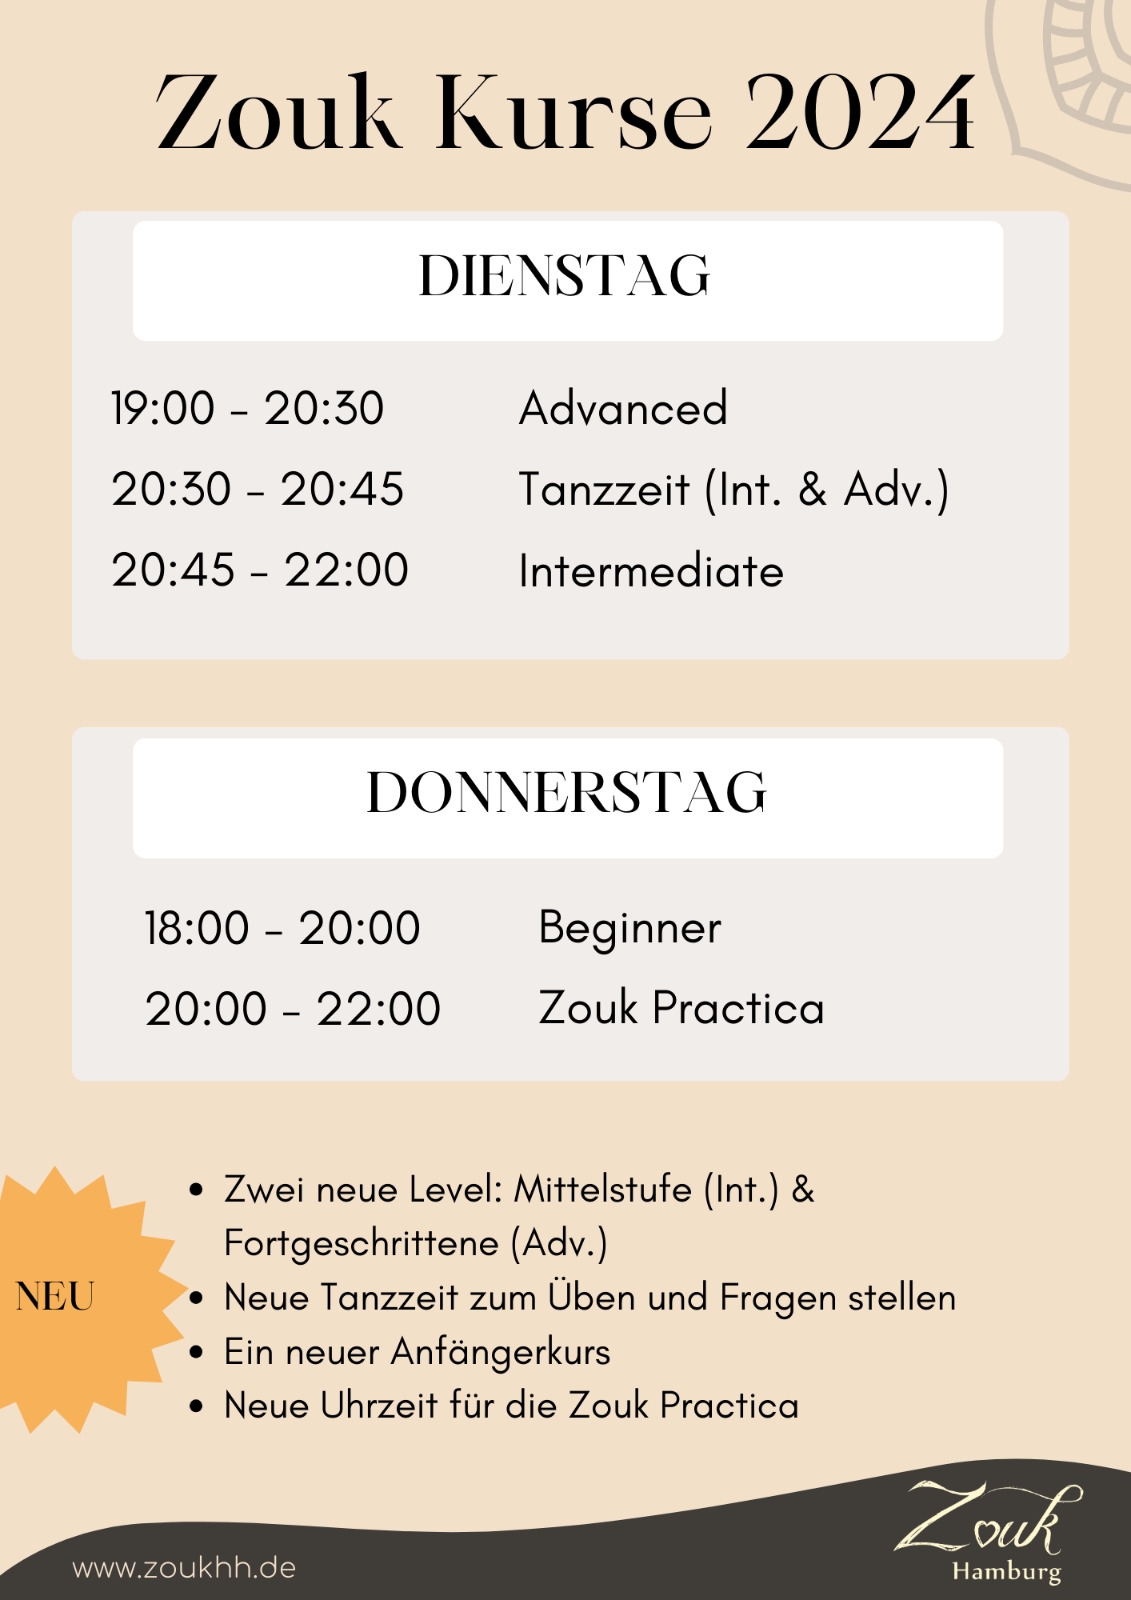 Zouk Kurse 2024
DIENSTAG
19:00 - 20:30 Advanced
20:30 - 20:45 Tanzzeit (Int. & Adv.)
20:45 - 22:00 Intermediate
DONNERSTAG
18:00 - 20:00 Beginner
20:00 - 22:00 Zouk Practica
NEU
• Zwei neue Level: Mittelstufe (Int.) &
Fortgeschrittene (Adv.)
• Neue Tanzzeit zum Üben und Fragen stellen
• Ein neuer Anfängerkurs
• Neue Uhrzeit für die Zouk Practica
www.zoukhh.de
Zouk
Hamburg